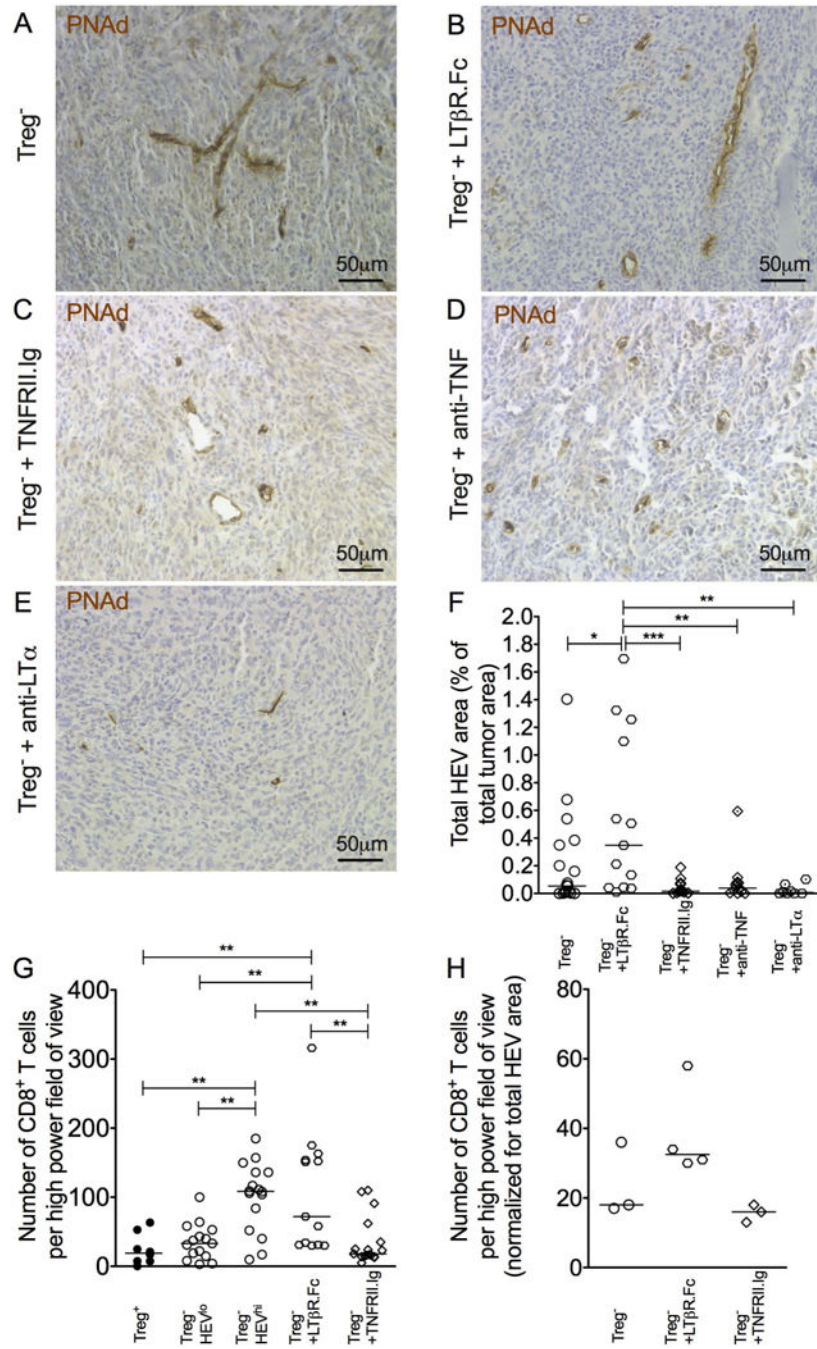 A
PNAd
Treg⁻
50μm
B
PNAd
Treg⁻ + LTβR.Fc
50μm
C
PNAd
Treg⁻ + TNFRII.Ig
50μm
D
PNAd
Treg⁻ + anti-TNF
50μm
E
PNAd
Treg⁻ + anti-LTα
50μm
F
Total HEV area (% of
total tumor area)
2.0
1.8
1.6
1.4
1.2
1.0
0.8
0.6
0.4
0.2
0.0
**
**
*
***
Treg⁻
Treg⁻
+LTβR.Fc
Treg⁻
+TNFRII.Ig
Treg⁻
+anti-TNF
Treg⁻
+anti-LTα
G
Number of CD8⁺ T cells
per high power field of view
400
300
200
100
0
**
**
**
**
**
**
Treg⁺
Treg⁻
HEVˡᵒ
Treg⁻
HEVʰⁱ
Treg⁻
+LTβR.Fc
Treg⁻
+TNFRII.Ig
H
Number of CD8⁺ T cells
per high power field of view
(normalized for total HEV area)
80
60
40
20
0
Treg⁻
Treg⁻
+LTβR.Fc
Treg⁻
+TNFRII.Ig